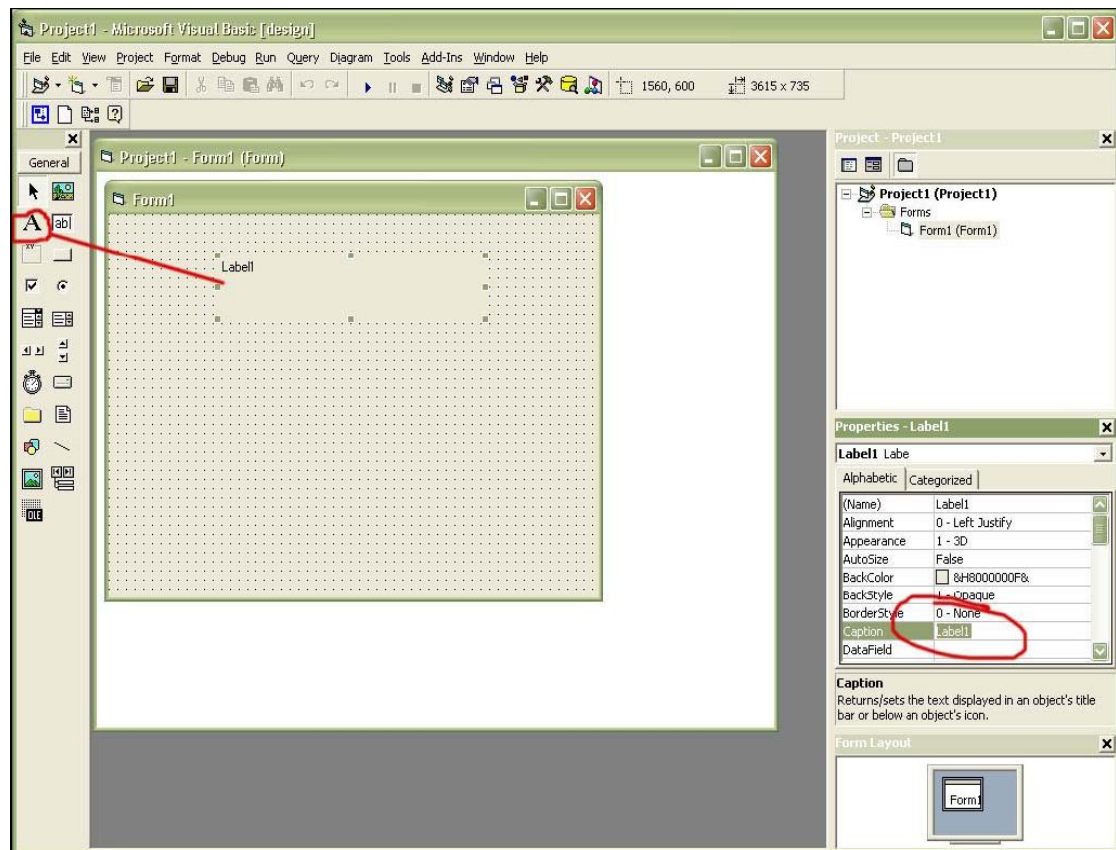 Project1 - Microsoft Visual Basic [design]
File Edit View Project Format Debug Run Query Diagram Tools Add-Ins Window Help
1560, 600 3615 x 735
General
A
ab
XY
OLE
Project1 - Form1 (Form)
Form1
Label1
Project - Project1
Project1 (Project1)
Forms
Form1 (Form1)
Properties - Label1
Label1 Labe
Alphabetic Categorized
(Name) Label1
Alignment 0 - Left Justify
Appearance 1 - 3D
AutoSize False
BackColor &H8000000F&
BackStyle 1 - Opaque
BorderStyle 0 - None
Caption Label1
DataField
Caption
Returns/sets the text displayed in an object's title
bar or below an object's icon.
Form Layout
Form1